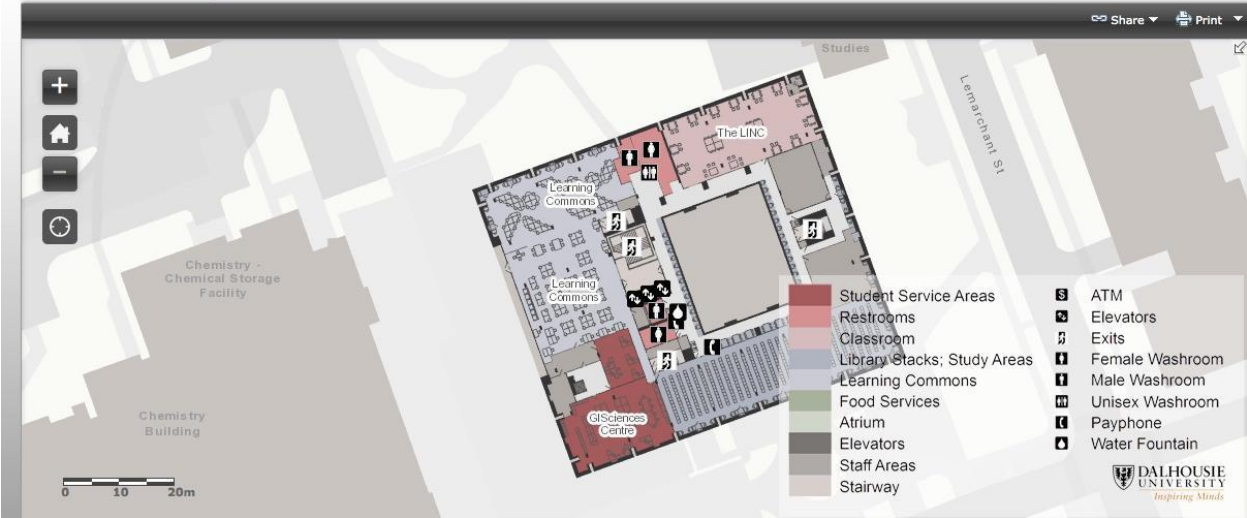 Share
Print
Studies
Lemarchant St
The LINC
Learning
Commons
Chemistry -
Chemical Storage
Facility
Learning
Commons
Chemistry
Building
GISciences
Centre
0 10 20m
Student Service Areas
Restrooms
Classroom
Library Stacks; Study Areas
Learning Commons
Food Services
Atrium
Elevators
Staff Areas
Stairway
$ ATM
Elevators
Exits
Female Washroom
Male Washroom
Unisex Washroom
Payphone
Water Fountain
DALHOUSIE
UNIVERSITY
Inspiring Minds